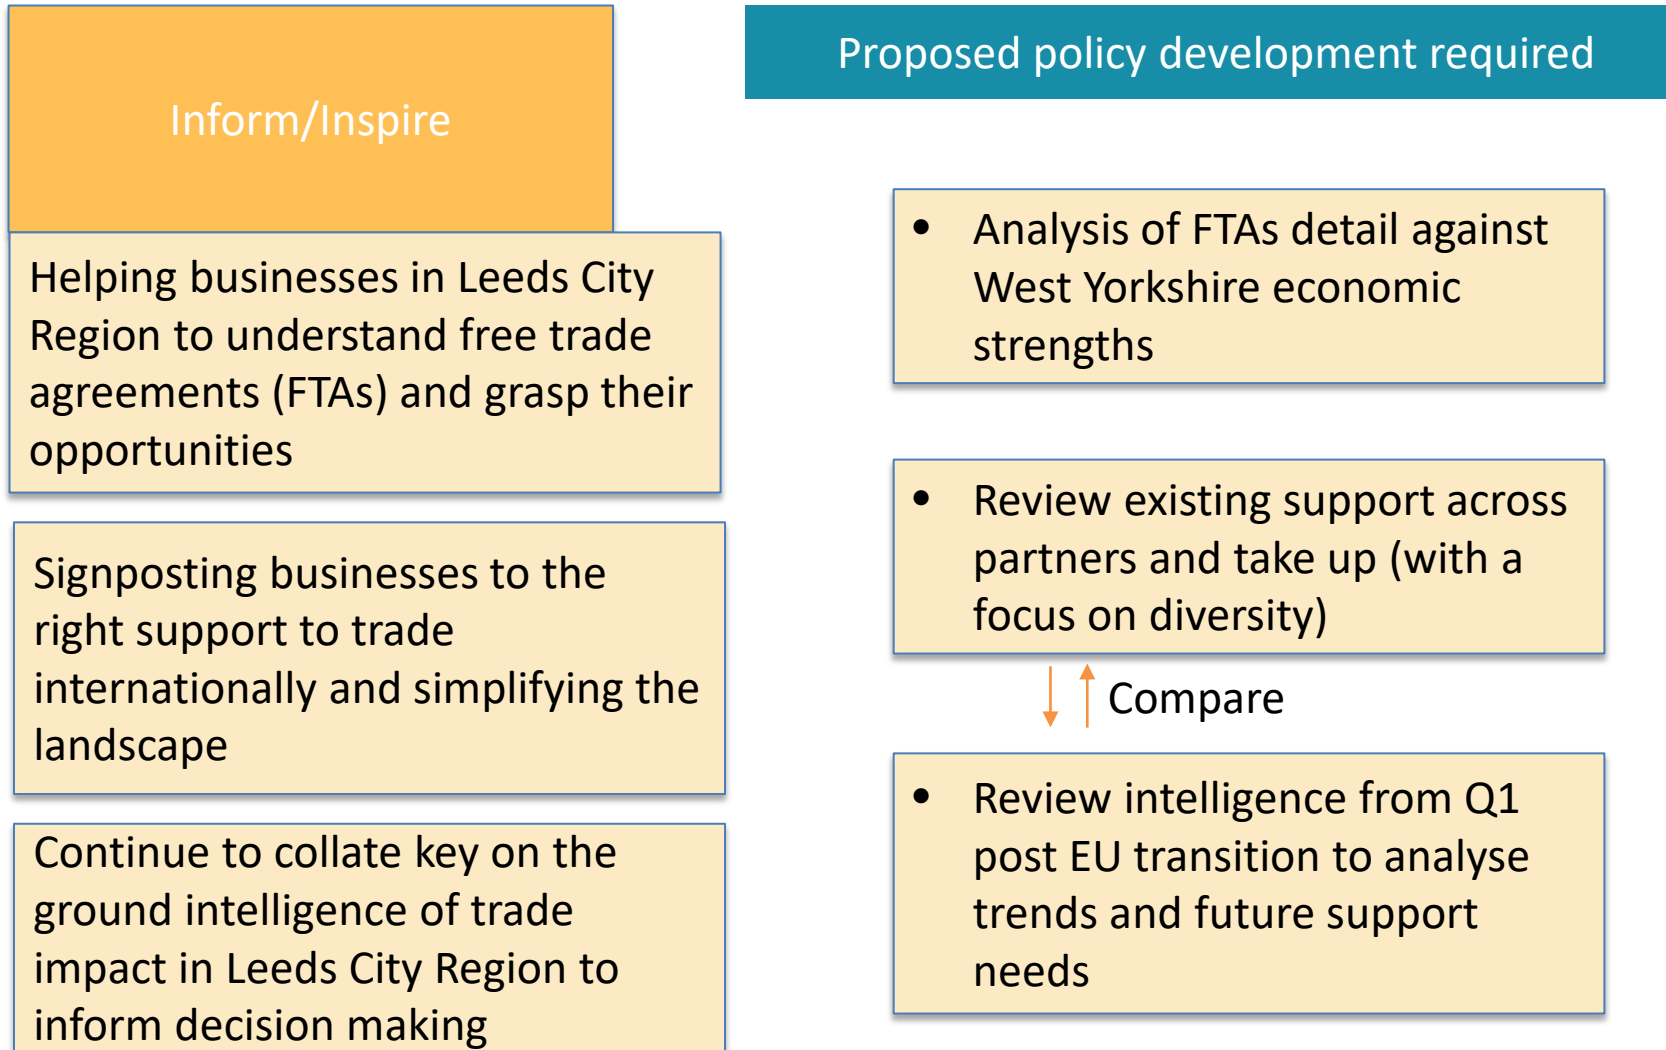 Inform/Inspire
Helping businesses in Leeds City
Region to understand free trade
agreements (FTAs) and grasp their
opportunities
Signposting businesses to the
right support to trade
internationally and simplifying the
landscape
Continue to collate key on the
ground intelligence of trade
impact in Leeds City Region to
inform decision making
Proposed policy development required
• Analysis of FTAs detail against
West Yorkshire economic
strengths
• Review existing support across
partners and take up (with a
focus on diversity)
Compare
• Review intelligence from Q1
post EU transition to analyse
trends and future support
needs